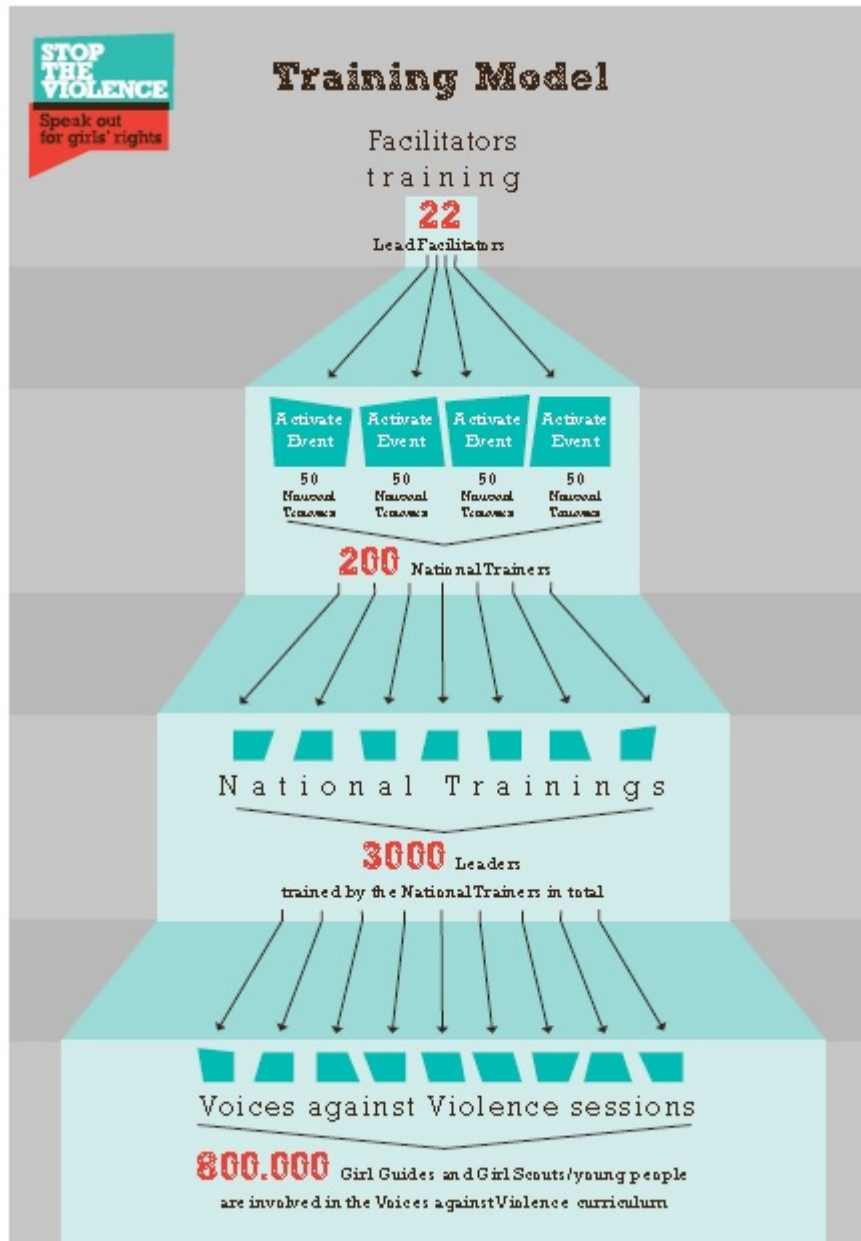 STOP
THE
VIOLENCE
Speak out
for girls' rights
Training Model
Facilitators
training
22
Lead Facilitators
Activate Event
Activate Event
Activate Event
Activate Event
50
50
50
50
200 National Trainers
National Trainings
3000 Leaders
trained by the National Trainers in total
Voices against Violence sessions
800.000 Girl Guides and Girl Scouts/young people
are involved in the Voices against Violence curriculum